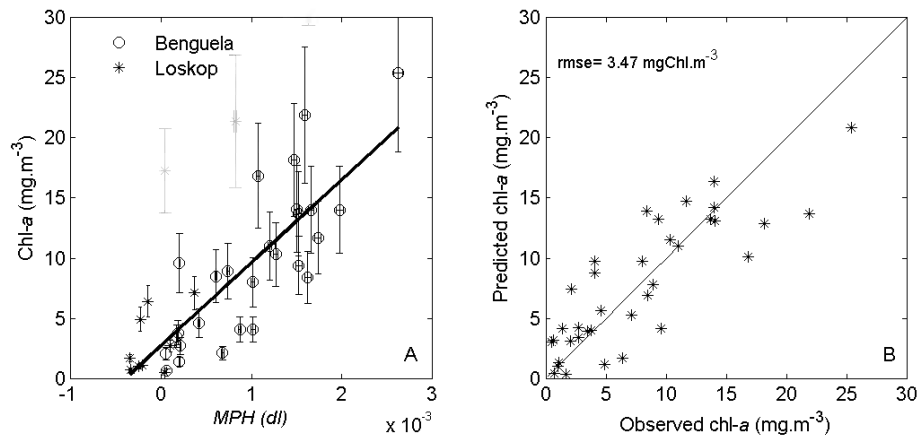 30
25
20
15
10
5
0
Chl-a (mg.m-3)
Benguela
Loskop
A
-1
0
1
2
3
MPH (dl)
x 10-3
30
25
20
15
10
5
0
Predicted chl-a (mg.m-3)
rmse= 3.47 mgChl.m-3
B
0
5
10
15
20
25
30
Observed chl-a (mg.m-3)